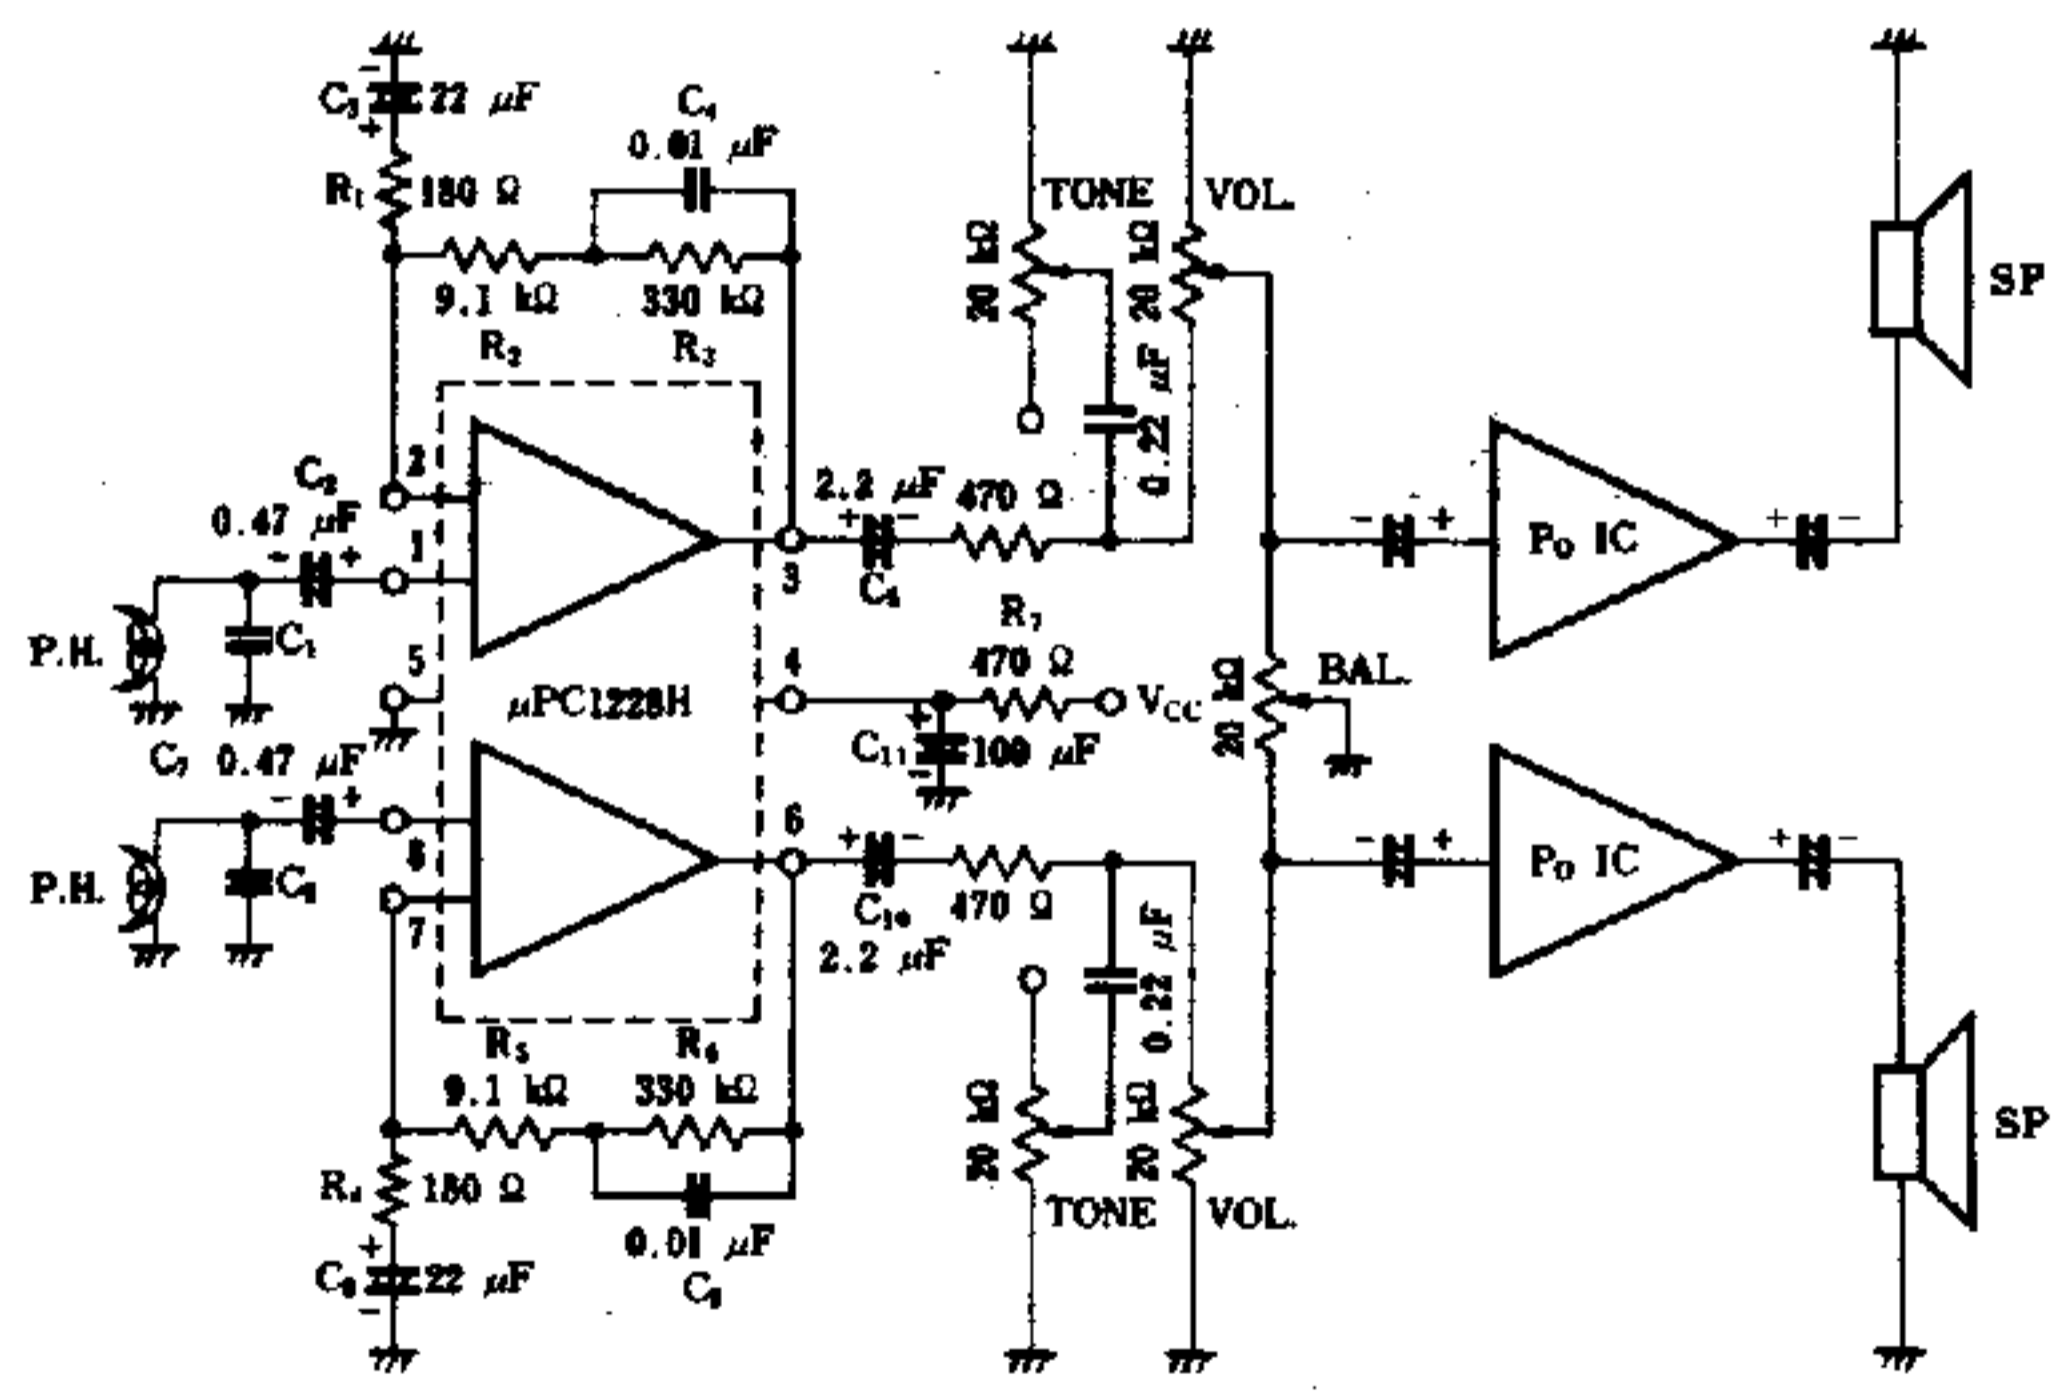 C3 22 μF
C4
0.01 μF
R1 180 Ω
9.1 kΩ
330 kΩ
R2
R3
TONE
VOL.
20 kΩ
20 kΩ
0.22 μF
SP
C2
0.47 μF
2
1
2.2 μF
470 Ω
3
C5
P.H.
C1
5
μPC1228H
4
R7
470 Ω
VCC
C11 100 μF
20 kΩ
BAL.
PO IC
C7 0.47 μF
P.H.
8
7
6
C10
2.2 μF
470 Ω
0.22 μF
PO IC
R5
9.1 kΩ
R6
330 kΩ
R4 180 Ω
0.01 μF
22 μF
20 kΩ
20 kΩ
TONE
VOL.
SP